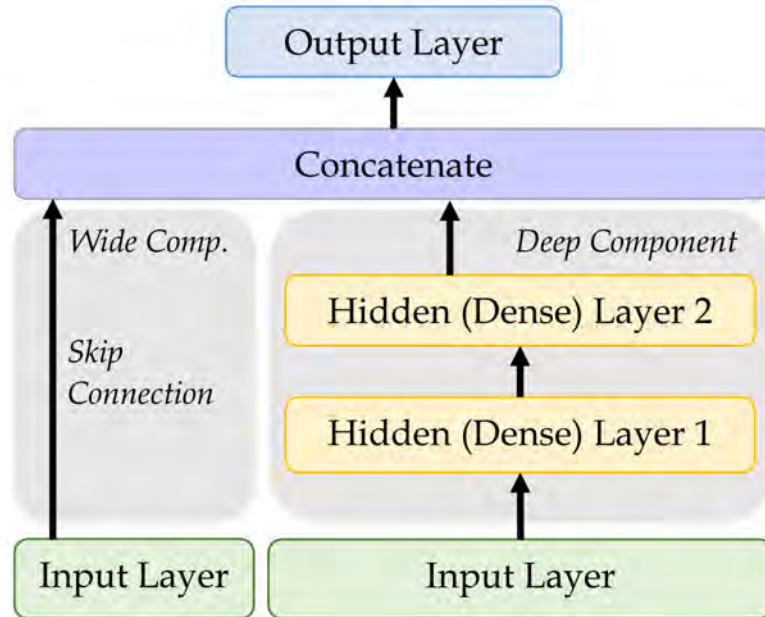 Output Layer
Concatenate
Wide Comp.
Deep Component
Hidden (Dense) Layer 2
Skip
Connection
Hidden (Dense) Layer 1
Input Layer
Input Layer